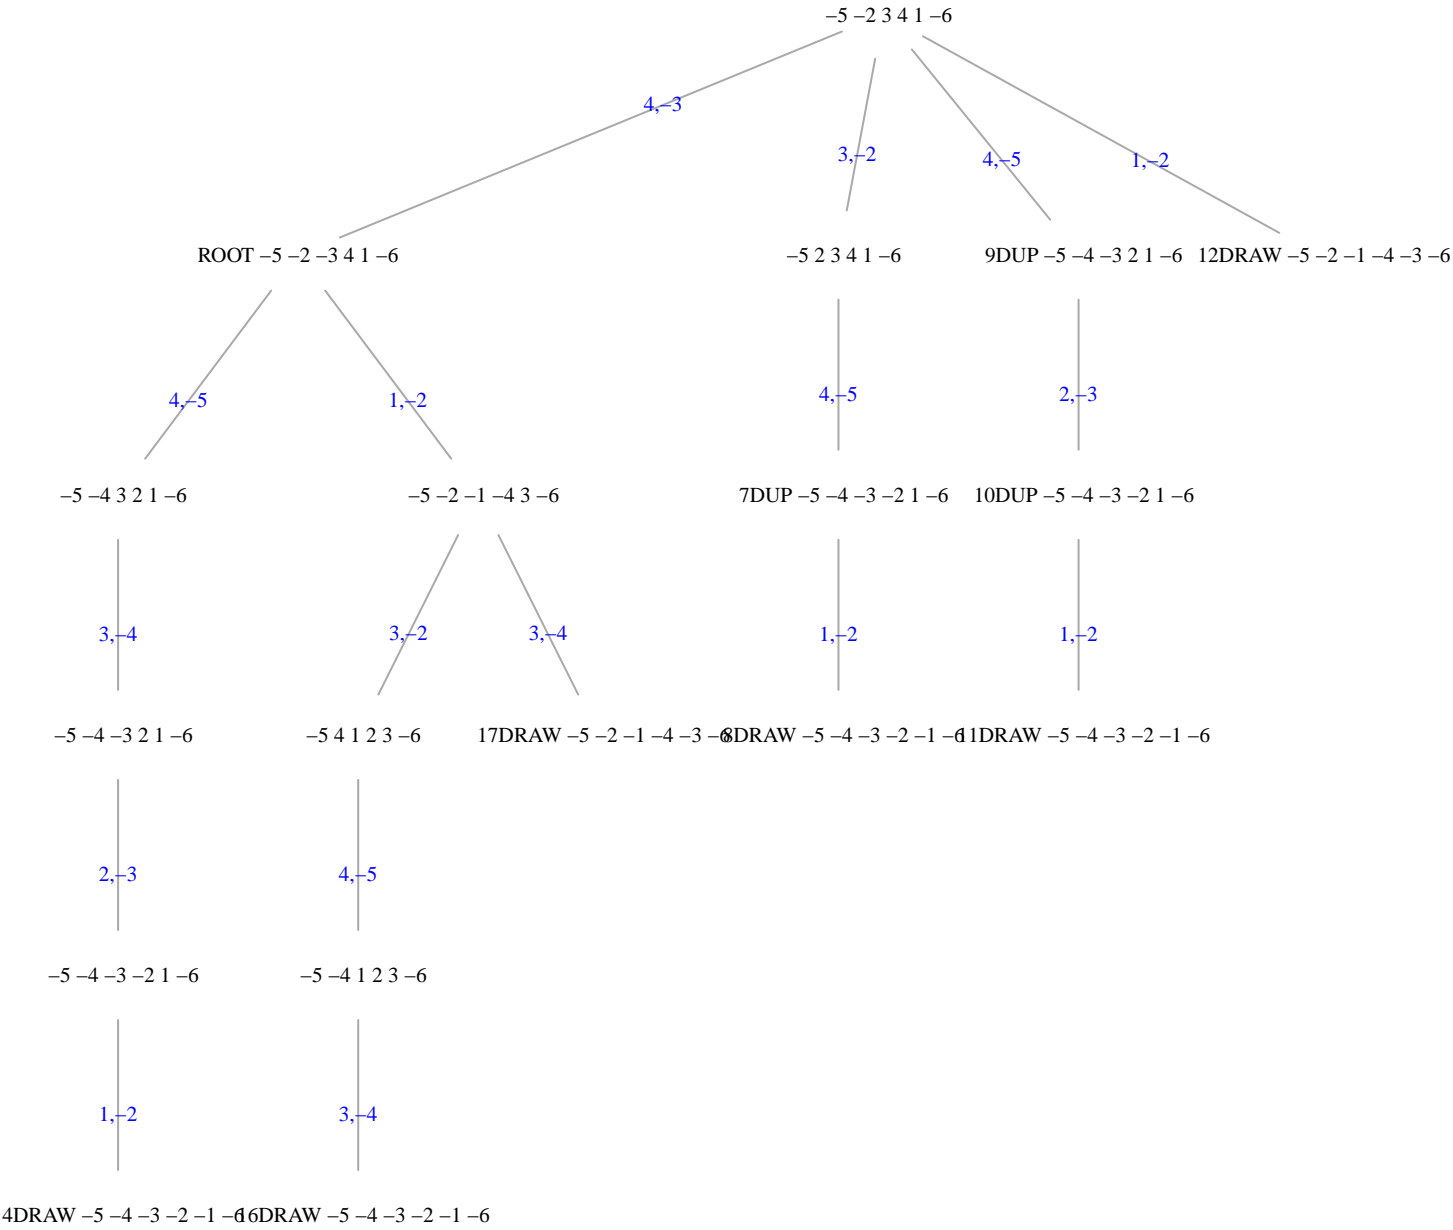 –5 –2 3 4 1 –6
4,–3
3,–2
4,–5
1,–2
ROOT –5 –2 –3 4 1 –6
–5 2 3 4 1 –6
9DUP –5 –4 –3 2 1 –6
12DRAW –5 –2 –1 –4 –3 –6
4,–5
1,–2
4,–5
2,–3
–5 –4 3 2 1 –6
–5 –2 –1 –4 3 –6
7DUP –5 –4 –3 –2 1 –6
10DUP –5 –4 –3 –2 1 –6
3,–4
3,–2
3,–4
1,–2
1,–2
–5 –4 –3 2 1 –6
–5 4 1 2 3 –6
17DRAW –5 –2 –1 –4 –3 –6
8DRAW –5 –4 –3 –2 –1 –6
11DRAW –5 –4 –3 –2 –1 –6
2,–3
4,–5
–5 –4 –3 –2 1 –6
–5 –4 1 2 3 –6
1,–2
3,–4
4DRAW –5 –4 –3 –2 –1 –6
16DRAW –5 –4 –3 –2 –1 –6